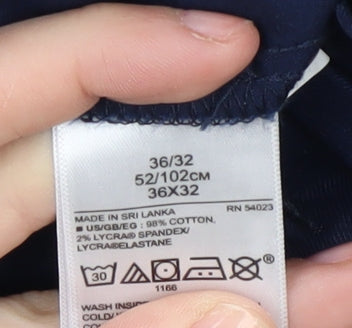 36/32
52/102CM
36X32
MADE IN SRI LANKA RN 54023
■ US/GB/EG : 98% COTTON,
2% LYCRA® SPANDEX/
LYCRA®ELASTANE
30 ®
1166
WASH INSIDE
COLD/